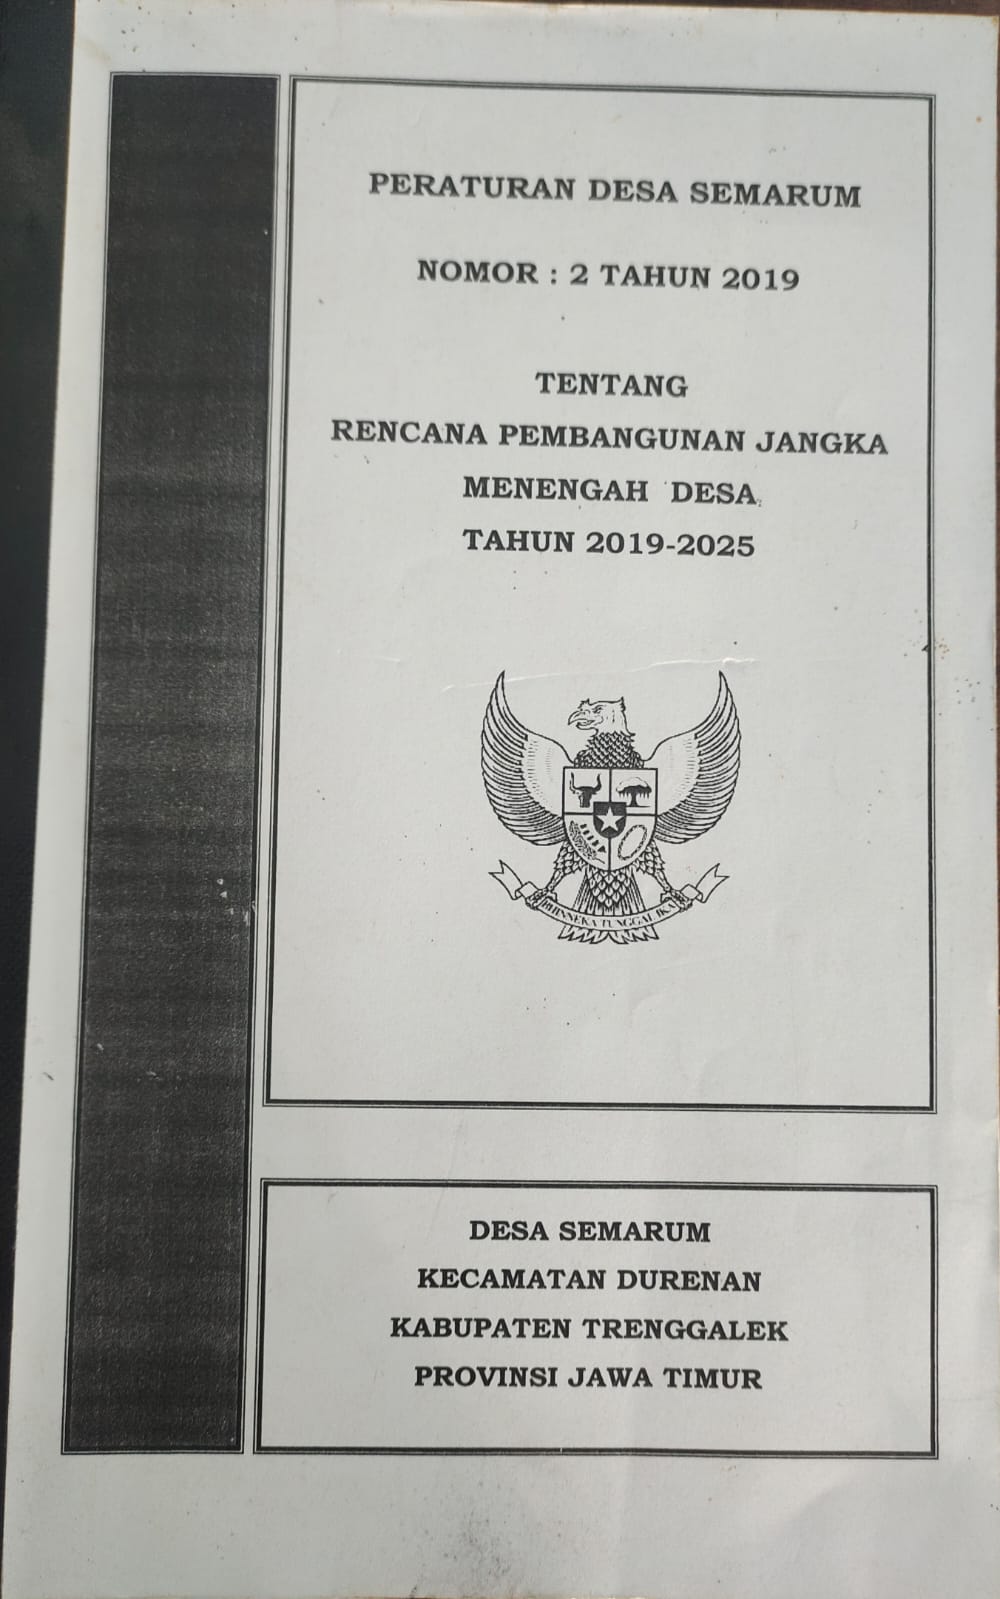 PERATURAN DESA SEMARUM
NOMOR : 2 TAHUN 2019
TENTANG
RENCANA PEMBANGUNAN JANGKA
MENENGAH DESA
TAHUN 2019-2025
BHINNEKA TUNGGAL IKA
DESA SEMARUM
KECAMATAN DURENAN
KABUPATEN TRENGGALEK
PROVINSI JAWA TIMUR